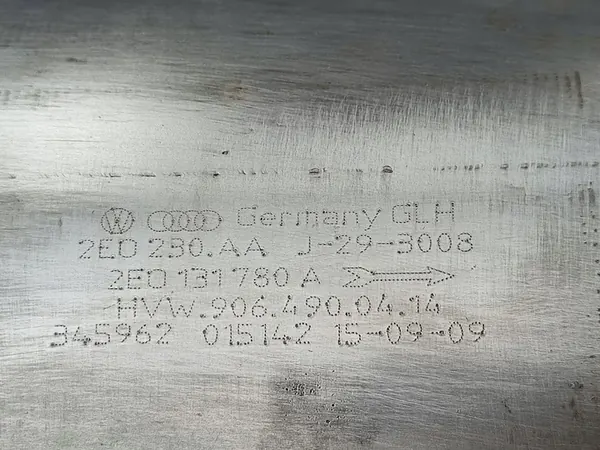 Germany GLH
2E0 230.AA J-29-3008
2E0 131 780 A
HVW.906.490.04.14
345962 015142 15-09-09